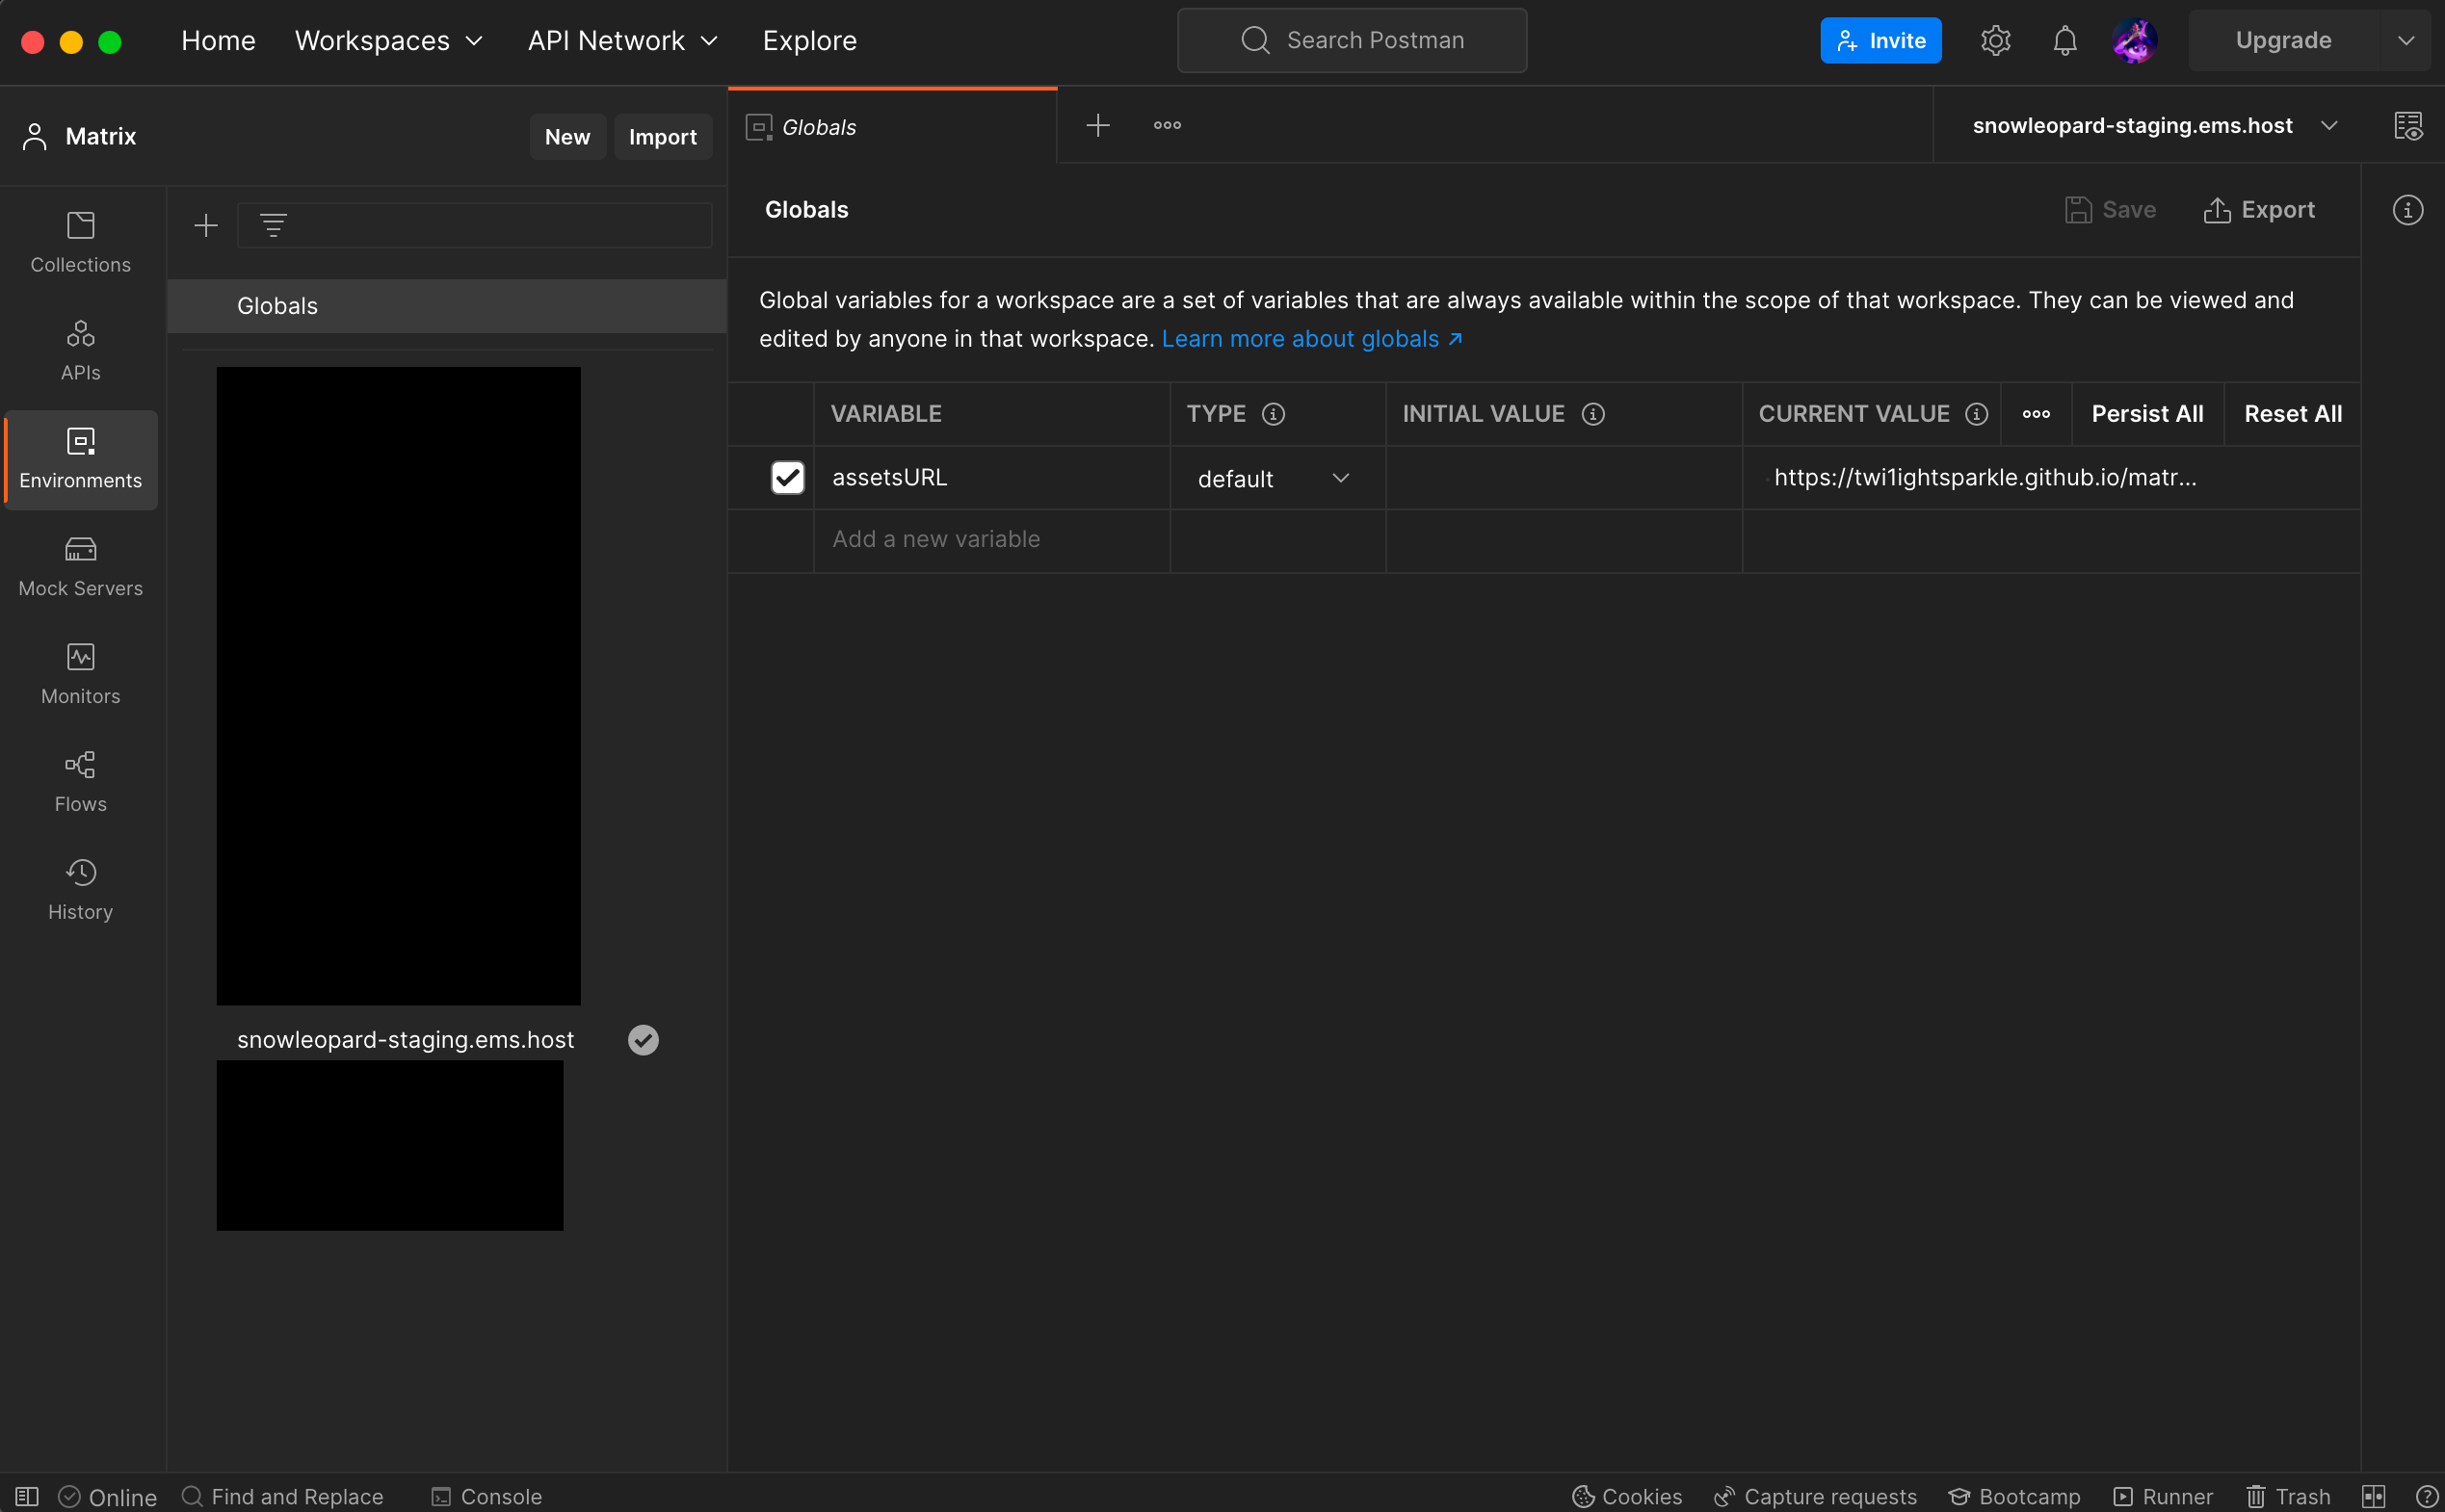 Home Workspaces API Network Explore Search Postman Invite Upgrade
Matrix New Import
Globals snowleopard-staging.ems.host
Collections
APIs
Environments
Mock Servers
Monitors
Flows
History
Globals
snowleopard-staging.ems.host
Globals Save Export
Global variables for a workspace are a set of variables that are always available within the scope of that workspace. They can be viewed and
edited by anyone in that workspace. Learn more about globals ↗
VARIABLE TYPE INITIAL VALUE CURRENT VALUE Persist All Reset All
assetsURL default https://twi1ightsparkle.github.io/matr...
Add a new variable
Online Find and Replace Console Cookies Capture requests Bootcamp Runner Trash